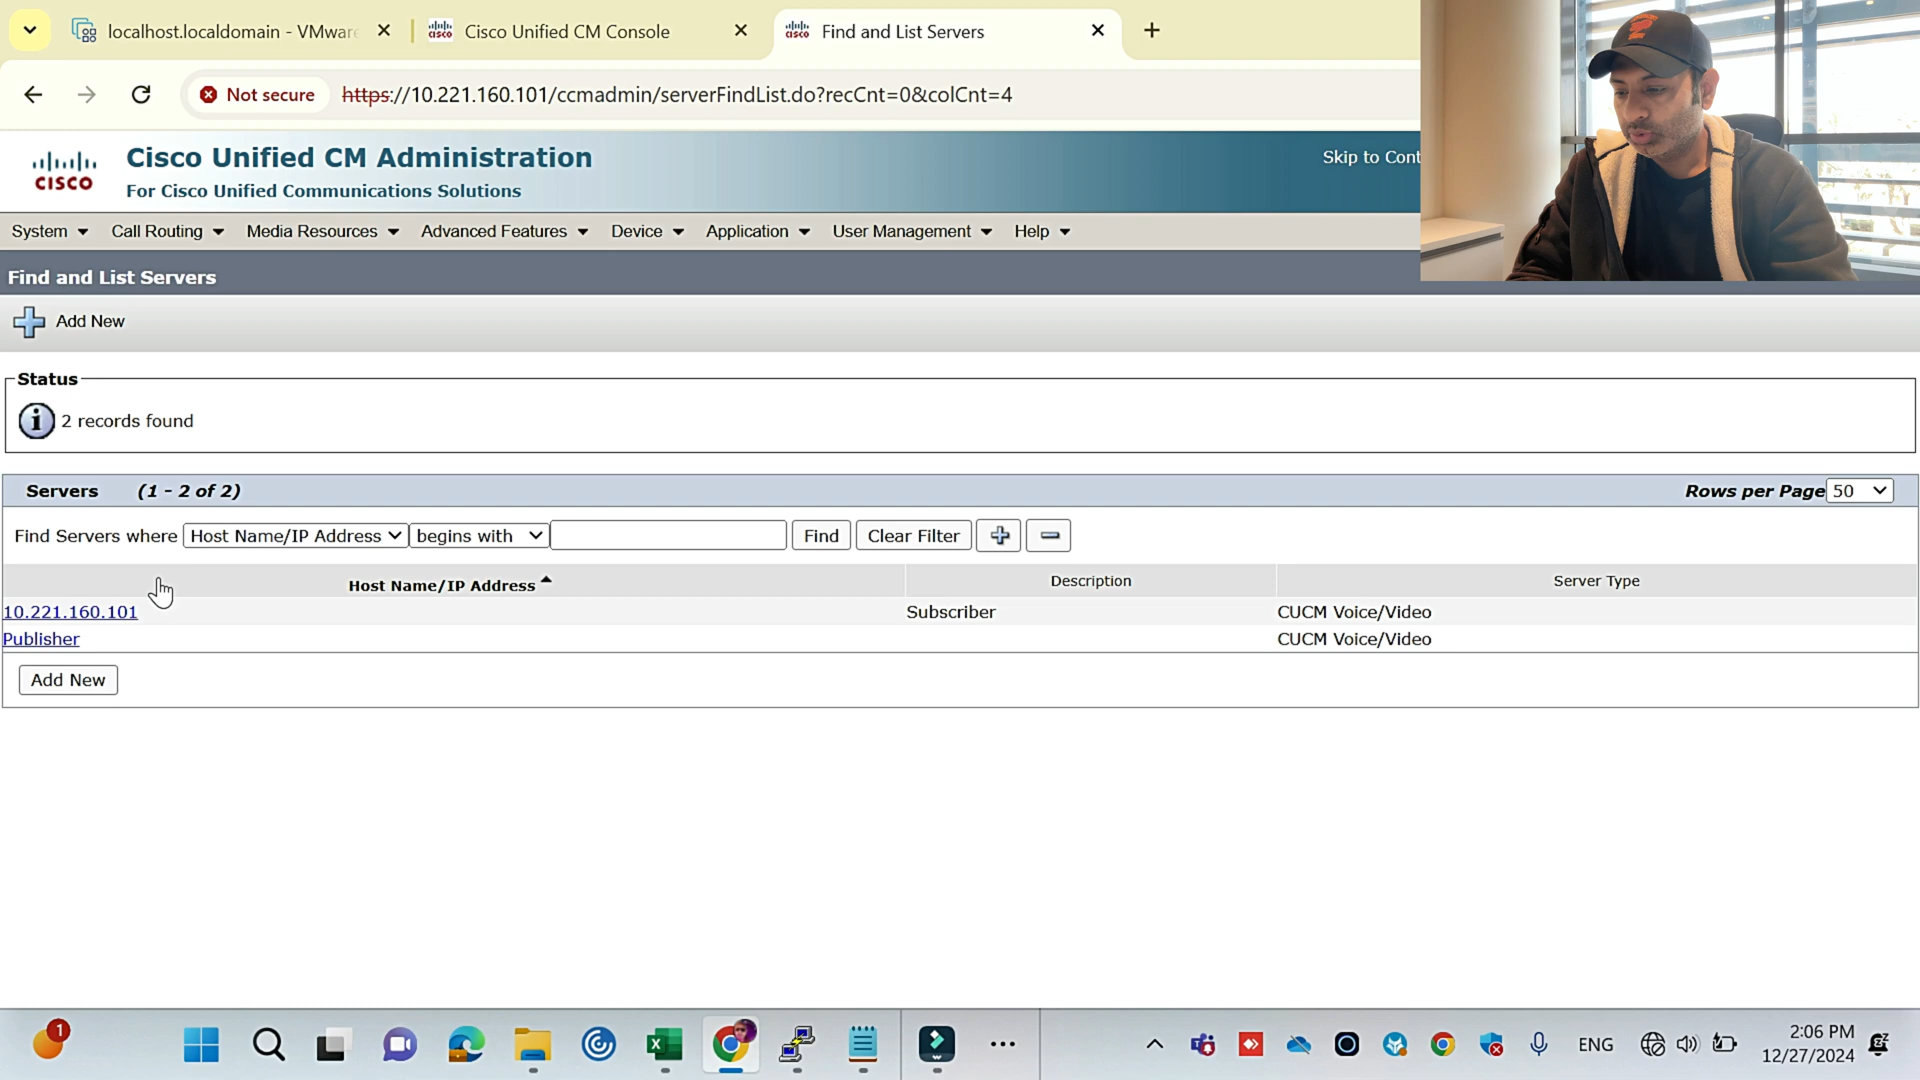 localhost.localdomain - VMware
Cisco Unified CM Console
Find and List Servers
Not secure
https://10.221.160.101/ccmadmin/serverFindList.do?recCnt=0&colCnt=4
CISCO
Cisco Unified CM Administration
For Cisco Unified Communications Solutions
Skip to Cont
System
Call Routing
Media Resources
Advanced Features
Device
Application
User Management
Help
Find and List Servers
Add New
Status
2 records found
Servers (1 - 2 of 2)
Rows per Page 50
Find Servers where Host Name/IP Address begins with Find Clear Filter
Host Name/IP Address Description Server Type
10.221.160.101 Subscriber CUCM Voice/Video
Publisher CUCM Voice/Video
Add New
1
ENG
2:06 PM
12/27/2024